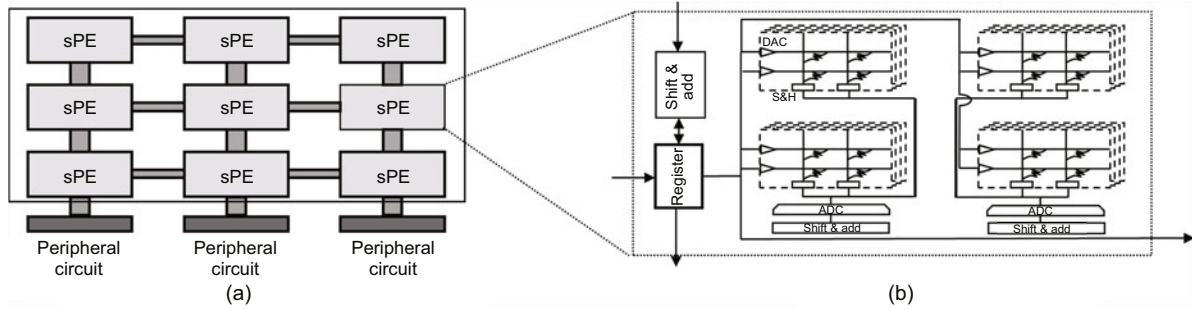 sPE sPE sPE
sPE sPE sPE
sPE sPE sPE
Peripheral circuit
Peripheral circuit
Peripheral circuit
(a)
Shift & add
Register
DAC
S&H
ADC
Shift & add
ADC
Shift & add
(b)